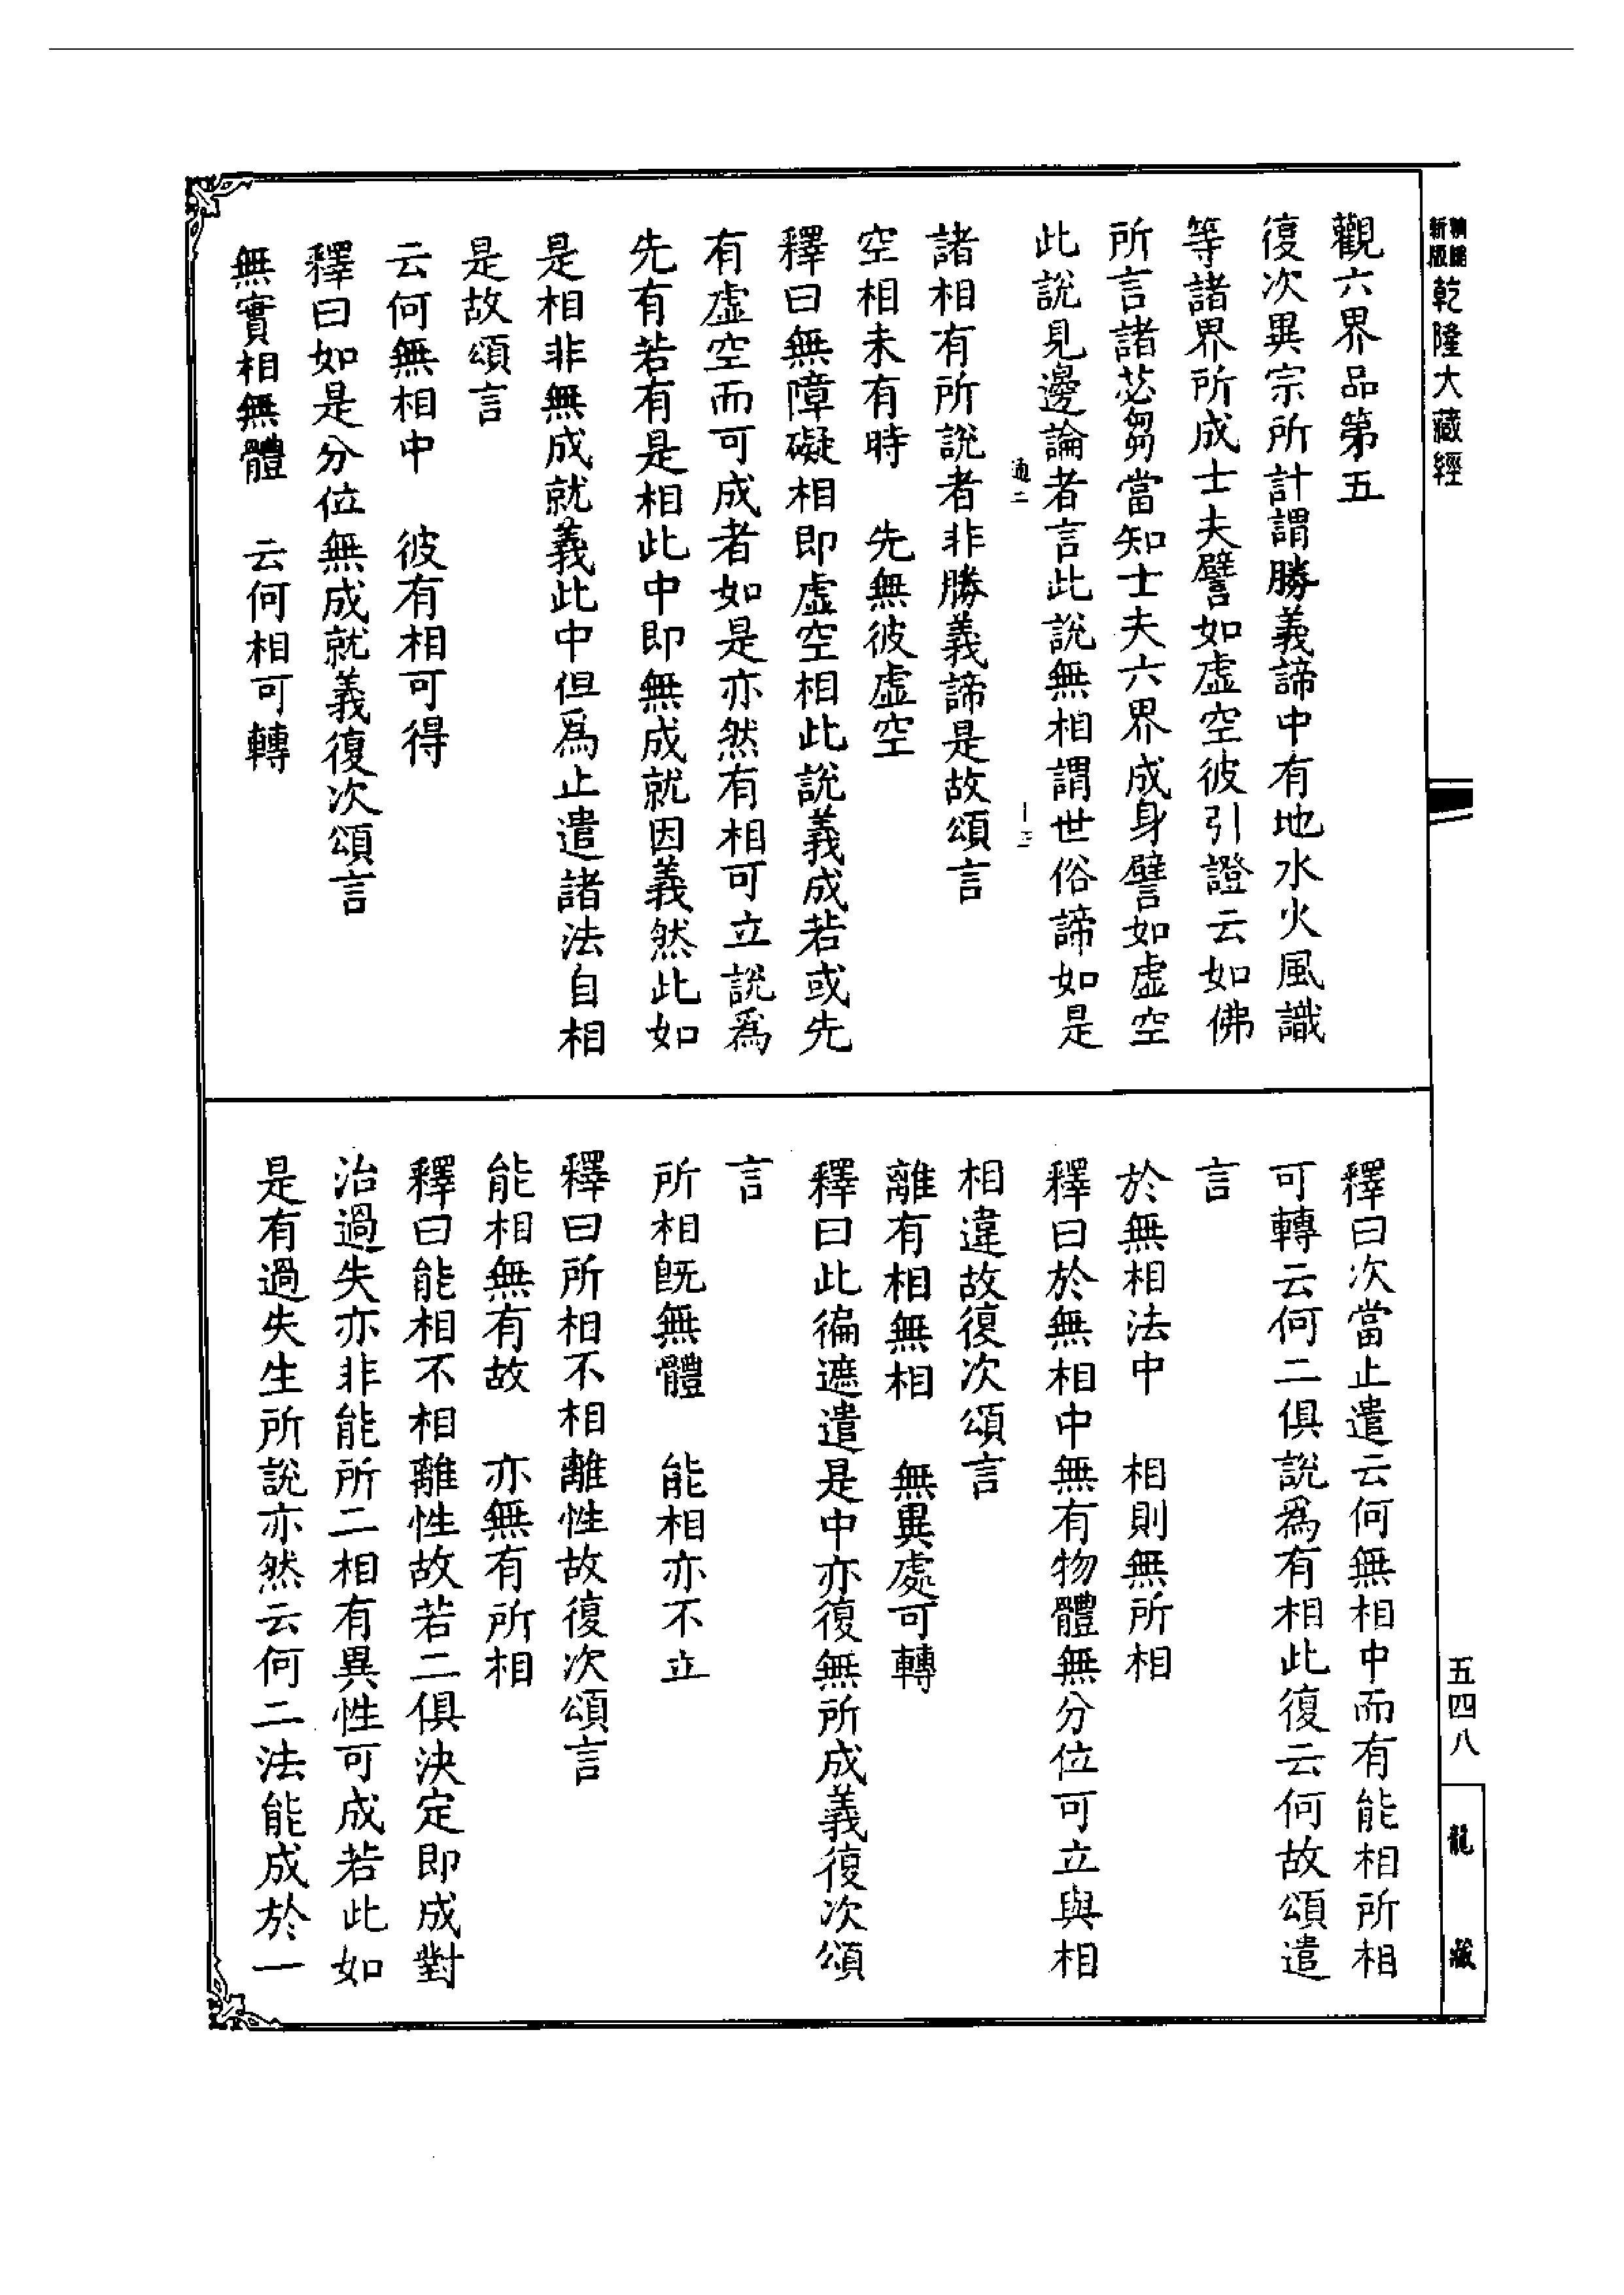 新版
乾隆大藏經
觀六界品第五
復次異宗所計謂勝義諦中有地水火風識
等諸界所成士夫譬如虛空彼引證云如佛
所言諸苾芻當知士夫六界成身譬如虛空
此說見邊論者言此說無相謂世俗諦如是
通二
十三
諸相有所說者非勝義諦是故頌言
空相未有時　先無彼虛空
釋曰無障礙相即虛空相此說義成若或先
有虛空而可成者如是亦然有相可立說為
先有若有是相此中即無成就因義然此如
是相非無成就義此中但為止遣諸法自相
是故頌言
云何無相中　彼有相可得
釋曰如是分位無成就義復次頌言
無實相無體　云何相可轉
釋曰次當止遣云何無相中而有能相所相
可轉云何二俱說為有相此復云何故頌遣
言
於無相法中　相則無所相
釋曰於無相中無有物體無分位可立與相
相違故復次頌言
離有相無相　無異處可轉
釋曰此徧遮遣是中亦復無所成義復次頌
言
所相旣無體　能相亦不立
釋曰所相不相離性故復次頌言
能相無有故　亦無有所相
釋曰能相不相離性故若二俱決定即成對
治過失亦非能所二相有異性可成若此如
是有過失生所說亦然云何二法能成於一
五四八
龍藏